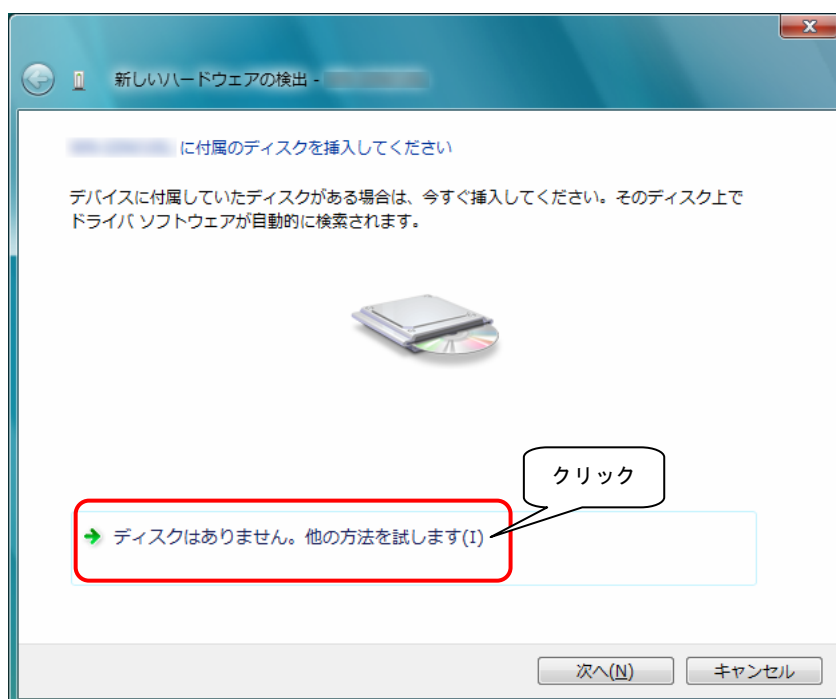 新しいハードウェアの検出 -
に付属のディスクを挿入してください
デバイスに付属していたディスクがある場合は、今すぐ挿入してください。そのディスク上で
ドライバ ソフトウェアが自動的に検索されます。
クリック
ディスクはありません。他の方法を試します(I)
次へ(N)
キャンセル